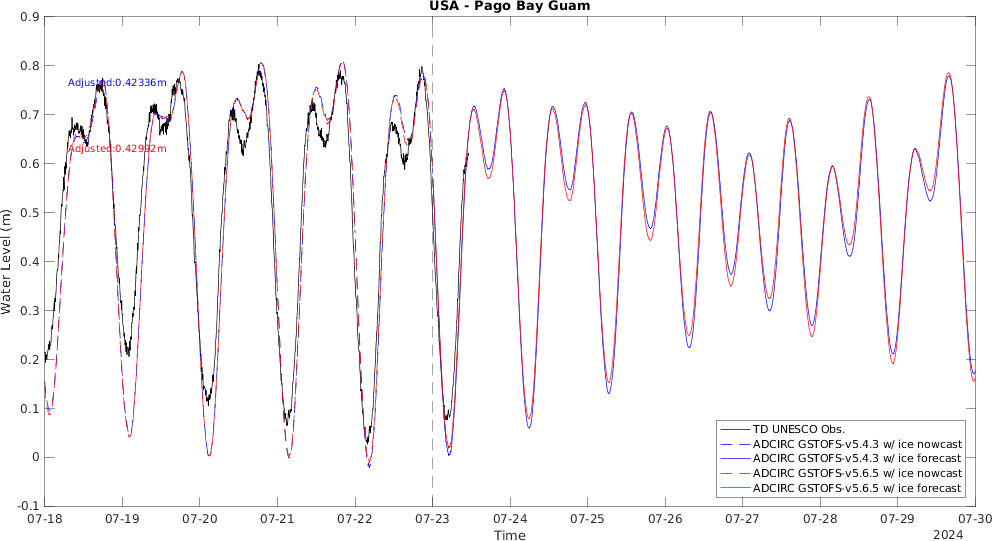 USA - Pago Bay Guam
0.9
0.8
0.7
0.6
0.5
0.4
0.3
0.2
0.1
0
-0.1
Water Level (m)
Adjusted:0.42336m
Adjusted:0.42992m
TD UNESCO Obs.
ADCIRC GSTOFS-v5.4.3 w/ ice nowcast
ADCIRC GSTOFS-v5.4.3 w/ ice forecast
ADCIRC GSTOFS-v5.6.5 w/ ice nowcast
ADCIRC GSTOFS-v5.6.5 w/ ice forecast
07-18 07-19 07-20 07-21 07-22 07-23 07-24 07-25 07-26 07-27 07-28 07-29 07-30
Time
2024